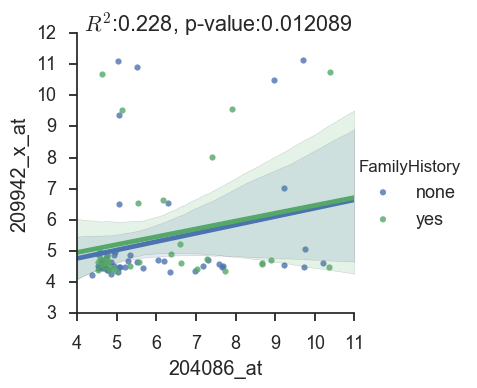 R²:0.228, p-value:0.012089
12
11
10
9
8
7
6
5
4
3
209942_x_at
4 5 6 7 8 9 10 11
204086_at
FamilyHistory
none
yes